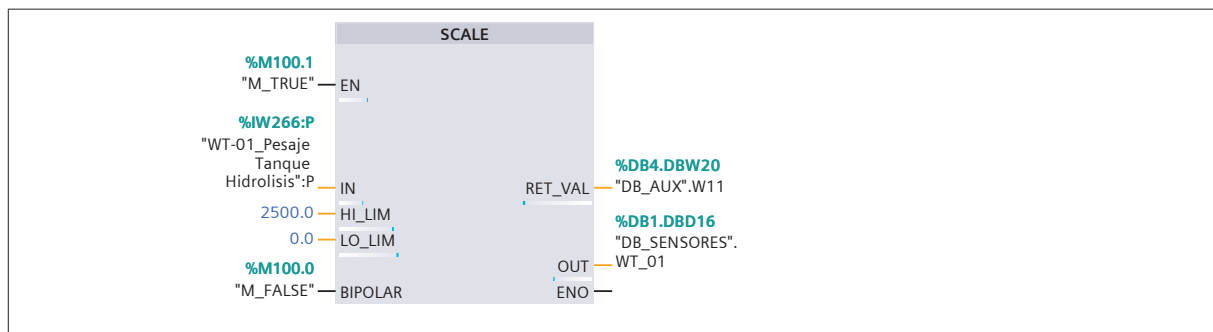 SCALE
%M100.1
"M_TRUE"
EN
%IW266:P
"WT-01_Pesaje
Tanque
Hidrolisis":P
IN
%DB4.DBW20
RET_VAL
"DB_AUX".W11
2500.0
HI_LIM
%DB1.DBD16
0.0
LO_LIM
"DB_SENSORES".
OUT
WT_01
%M100.0
"M_FALSE"
BIPOLAR
ENO